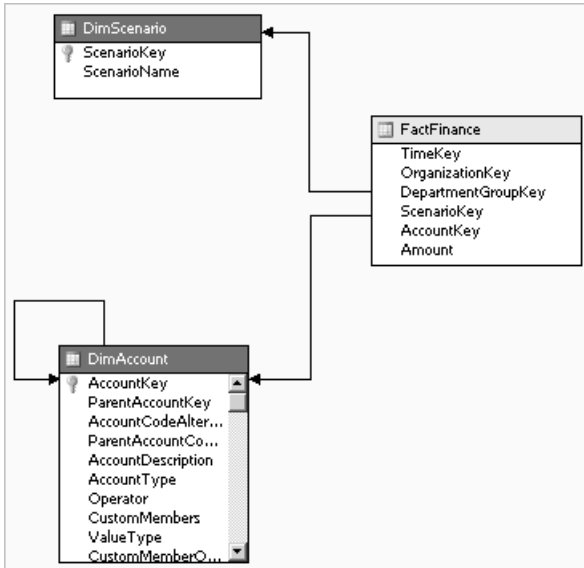 DimScenario
ScenarioKey
ScenarioName
FactFinance
TimeKey
OrganizationKey
DepartmentGroupKey
ScenarioKey
AccountKey
Amount
DimAccount
AccountKey
ParentAccountKey
AccountCodeAlter...
ParentAccountCo...
AccountDescription
AccountType
Operator
CustomMembers
ValueType
CustomMemberO...